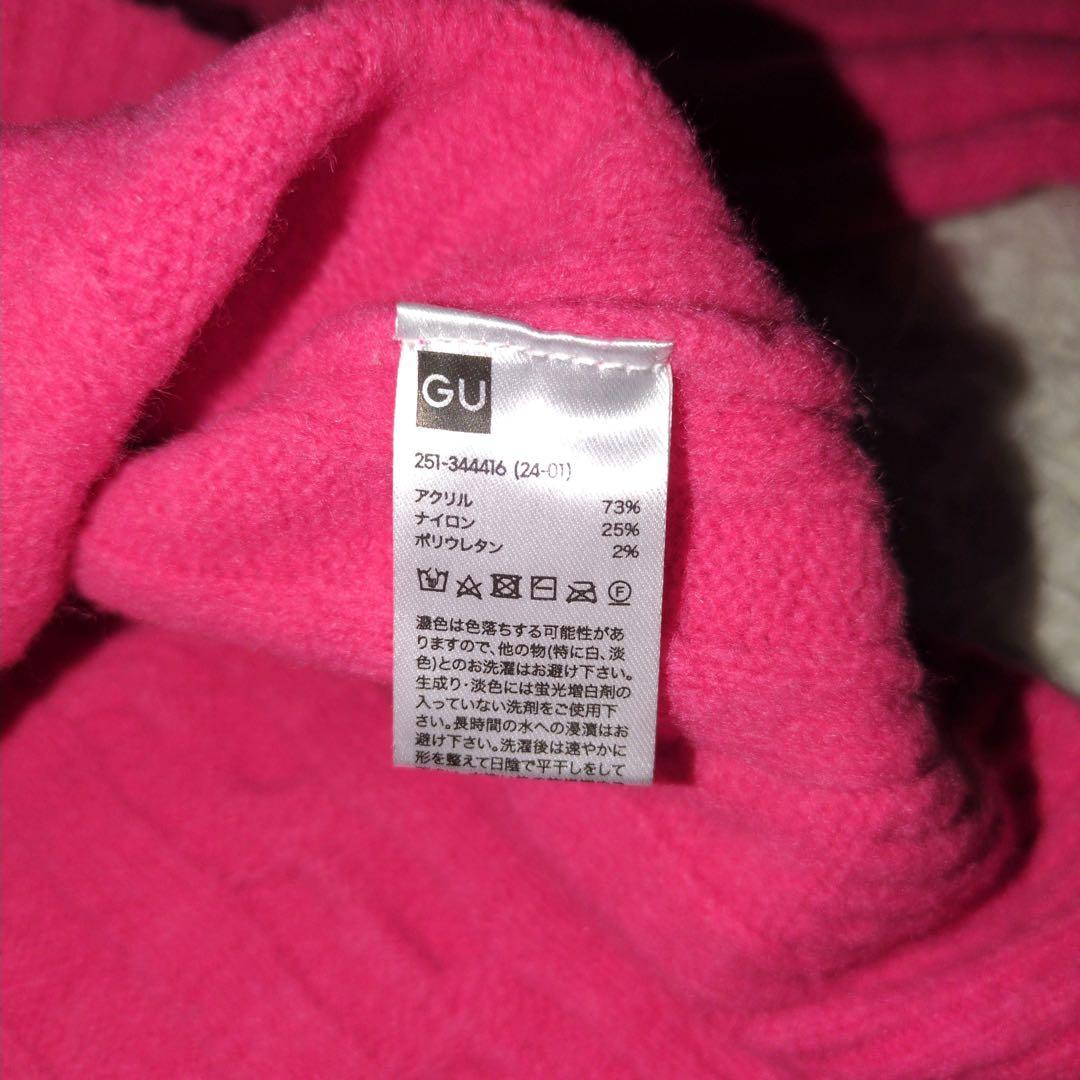 GU
251-344416 (24-01)
アクリル 73%
ナイロン 25%
ポリウレタン 2%
F
濃色は色落ちする可能性があ
りますので、他の物(特に白、淡
色)とのお洗濯はお避け下さい。
生成り・淡色には蛍光増白剤の
入っていない洗剤をご使用下
さい。長時間の水への浸漬はお
避け下さい。洗濯後は速やかに
形を整えて日陰で平干しをして